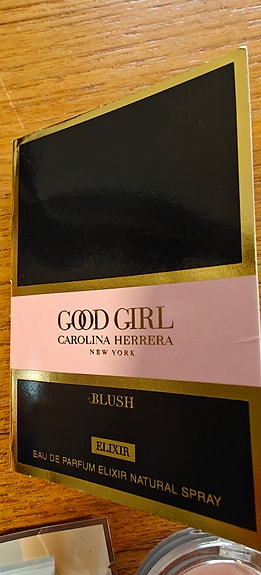 GOOD GIRL
CAROLINA HERRERA
NEW YORK
BLUSH
ELIXIR
EAU DE PARFUM ELIXIR NATURAL SPRAY